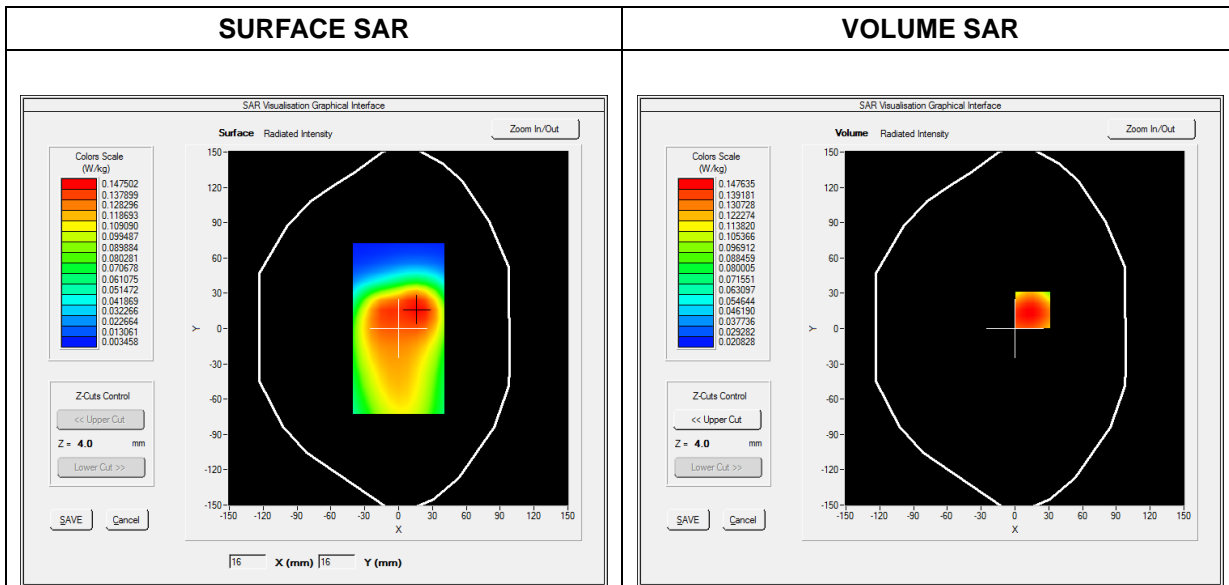 SURFACE SAR
SAR Visualisation Graphical Interface
Surface Radiated Intensity
Zoom In/Out
Colors Scale
(W/kg)
0.147502
0.137899
0.128296
0.118693
0.109090
0.099487
0.089884
0.080281
0.070678
0.061075
0.051472
0.041869
0.032266
0.022664
0.013061
0.003458
Z-Cuts Control
<< Upper Cut
Z = 4.0 mm
Lower Cut >>
SAVE Cancel
150
120
90
60
30
0
-30
-60
-90
-120
-150
Y
-150 -120 -90 -60 -30 0 30 60 90 120 150
X
16 X (mm) 16 Y (mm)
VOLUME SAR
SAR Visualisation Graphical Interface
Volume Radiated Intensity
Zoom In/Out
Colors Scale
(W/kg)
0.147635
0.139181
0.130728
0.122274
0.113820
0.105366
0.096912
0.088459
0.080005
0.071551
0.063097
0.054644
0.046190
0.037736
0.029282
0.020828
Z-Cuts Control
<< Upper Cut
Z = 4.0 mm
Lower Cut >>
SAVE Cancel
150
120
90
60
30
0
-30
-60
-90
-120
-150
Y
-150 -120 -90 -60 -30 0 30 60 90 120 150
X